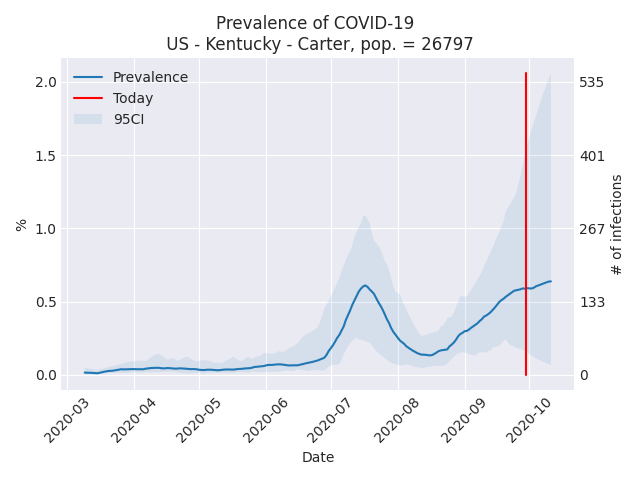 Prevalence of COVID-19
US - Kentucky - Carter, pop. = 26797
Prevalence
Today
95CI
2.0
1.5
1.0
0.5
0.0
%
535
401
267
133
0
# of infections
2020-03
2020-04
2020-05
2020-06
2020-07
2020-08
2020-09
2020-10
Date